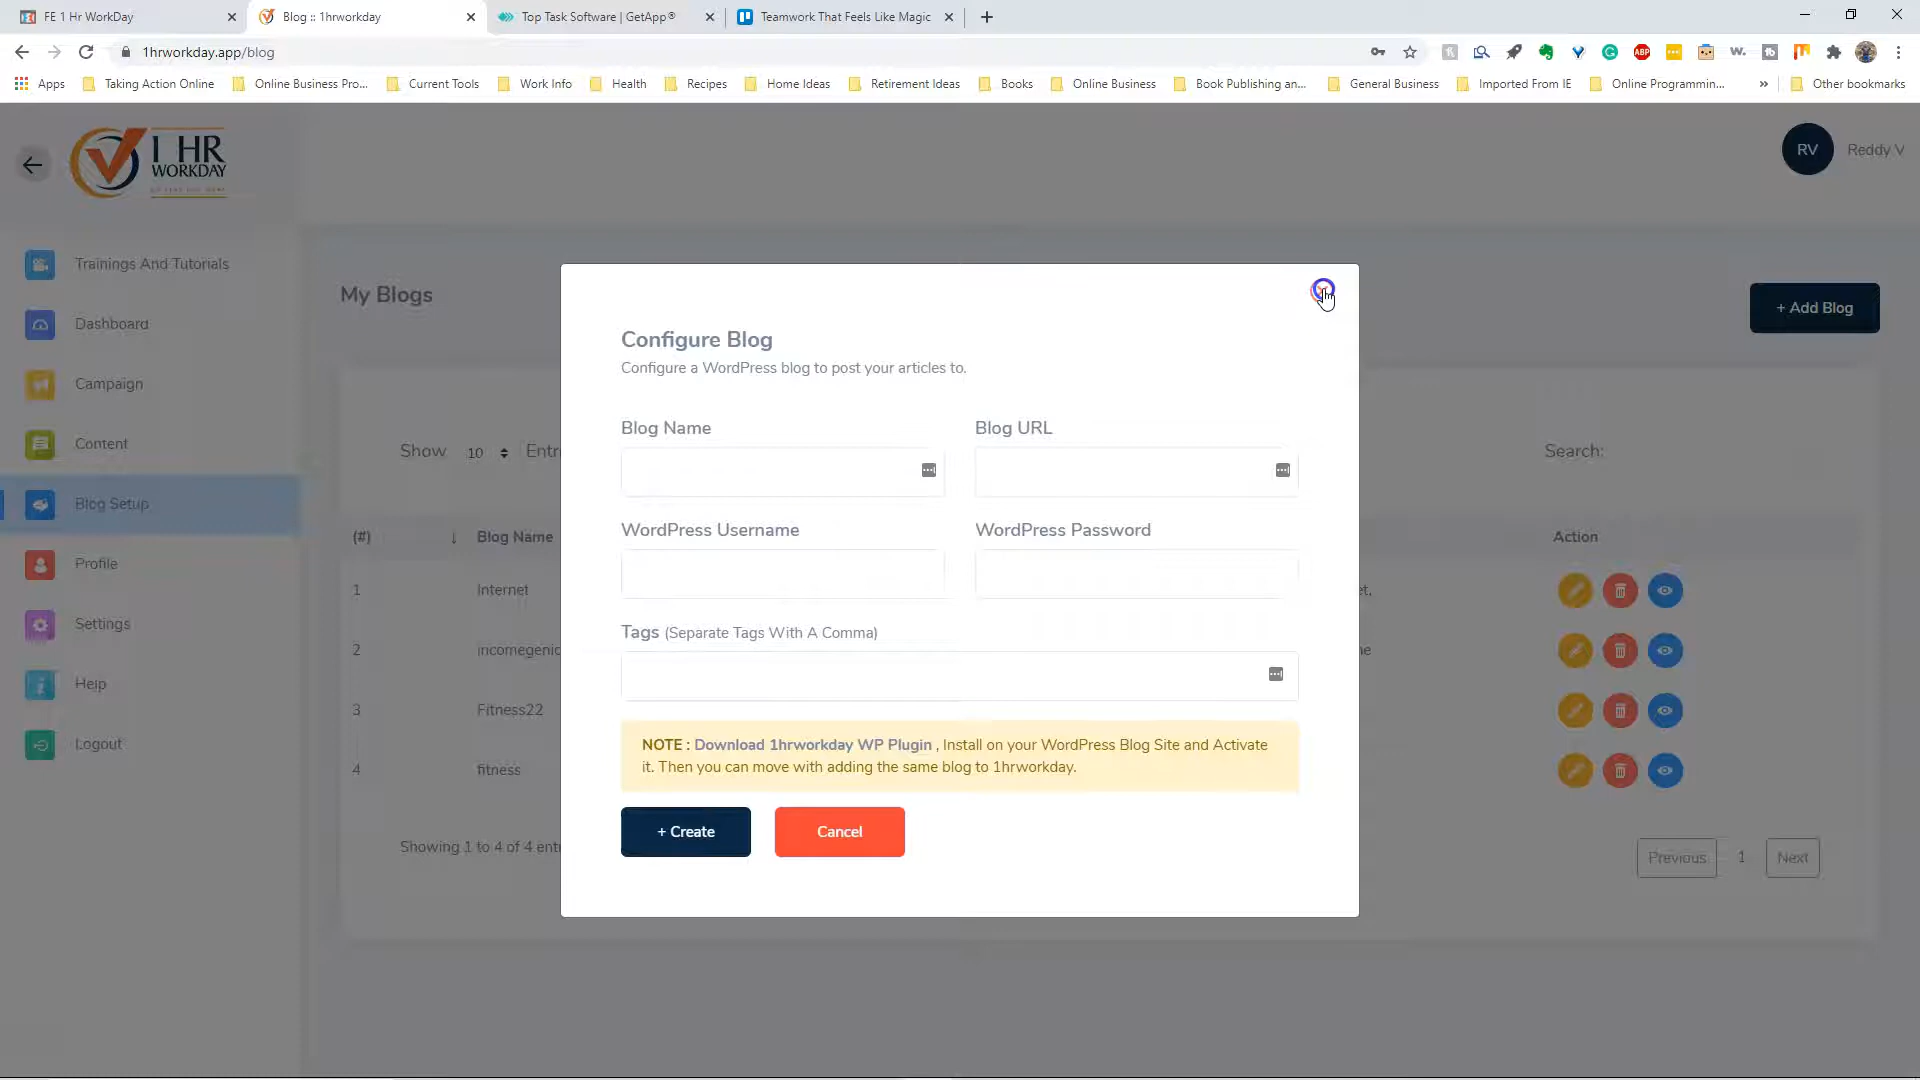 FE 1 Hr WorkDay
Blog :: 1hrworkday
Top Task Software | GetApp®
Teamwork That Feels Like Magic
1hrworkday.app/blog
Apps
Taking Action Online
Online Business Pro...
Current Tools
Work Info
Health
Recipes
Home Ideas
Retirement Ideas
Books
Online Business
Book Publishing an...
General Business
Imported From IE
Online Programmin...
Other bookmarks
1 HR
WORKDAY
RV
Reddy V
Trainings And Tutorials
Dashboard
Campaign
Content
Blog Setup
Profile
Settings
Help
Logout
My Blogs
+ Add Blog
Show 10 Entr
Search:
(#) ↓ Blog Name
Action
1 Internet
et,
2 incomegenic
ne
3 Fitness22
4 fitness
Showing 1 to 4 of 4 entr
Previous 1 Next
Configure Blog
Configure a WordPress blog to post your articles to.
Blog Name
Blog URL
WordPress Username
WordPress Password
Tags (Separate Tags With A Comma)
NOTE : Download 1hrworkday WP Plugin , Install on your WordPress Blog Site and Activate
it. Then you can move with adding the same blog to 1hrworkday.
+ Create
Cancel